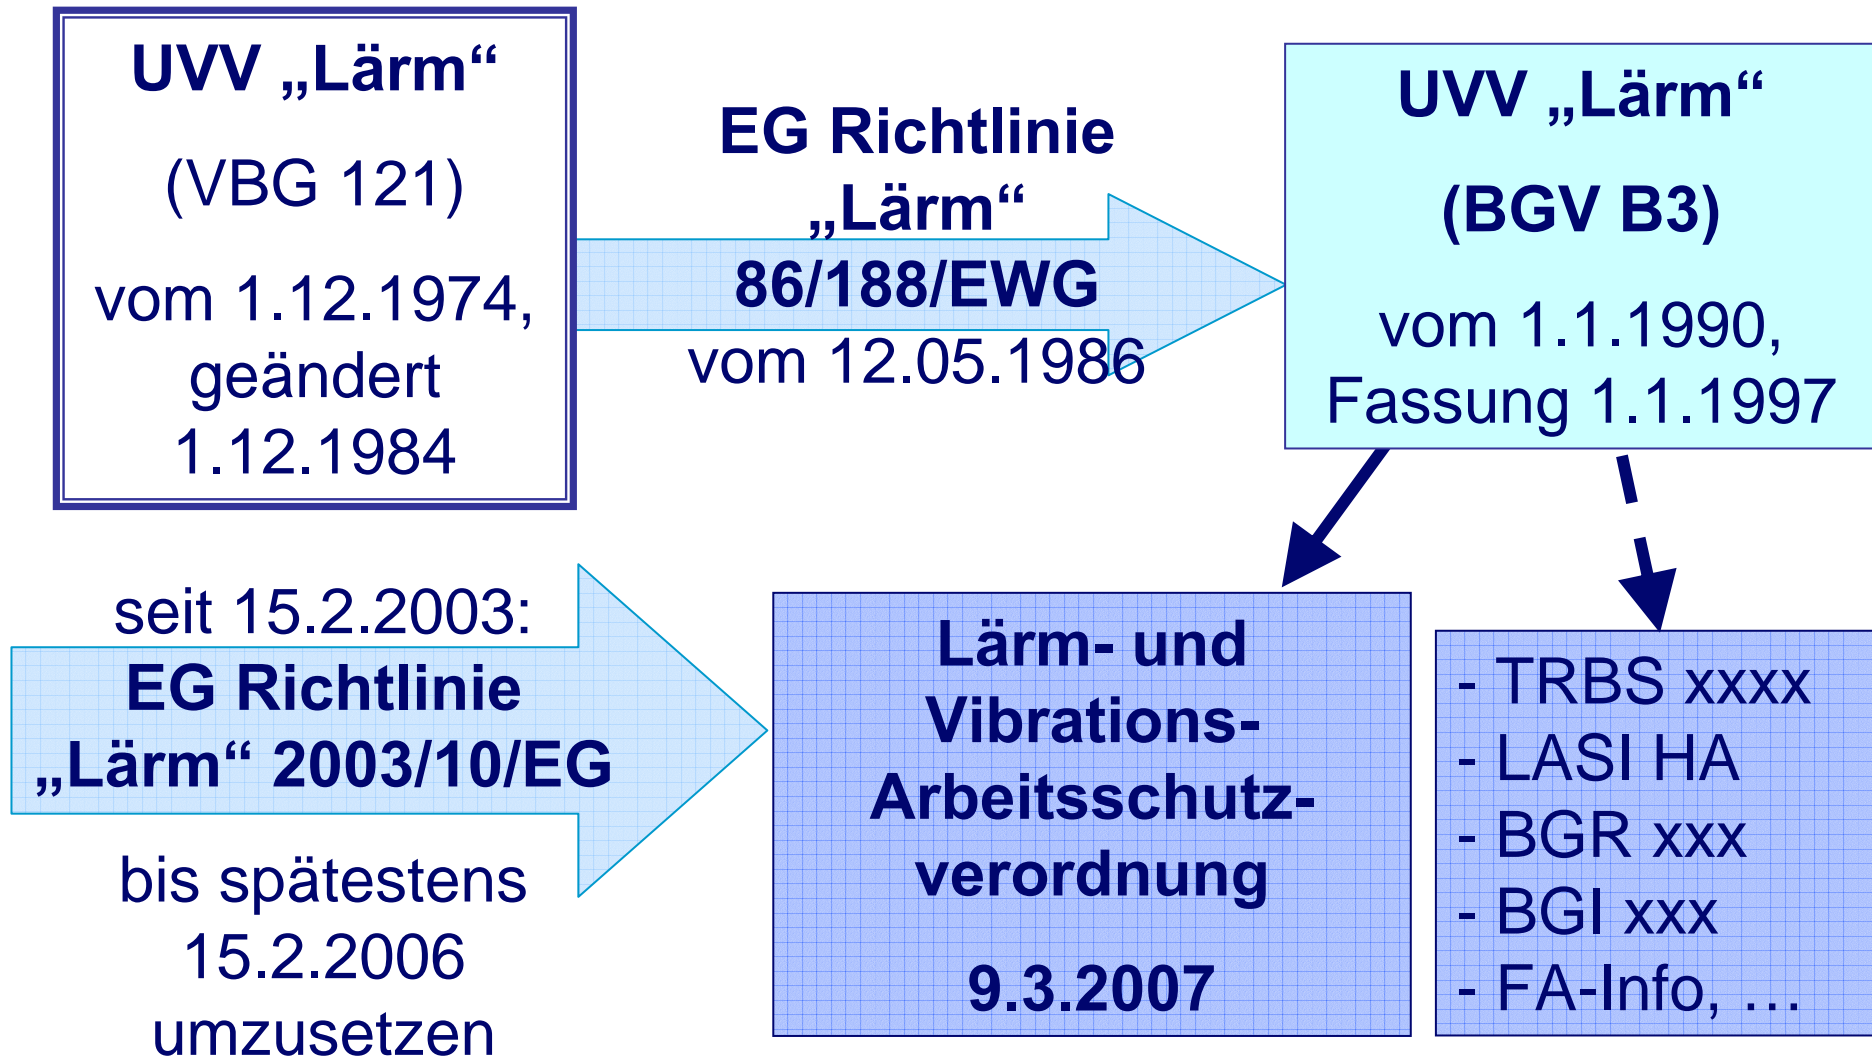 UVV „Lärm“
(VBG 121)
vom 1.12.1974,
geändert
1.12.1984
EG Richtlinie
„Lärm“
86/188/EWG
vom 12.05.1986
UVV „Lärm“
(BGV B3)
vom 1.1.1990,
Fassung 1.1.1997
seit 15.2.2003:
EG Richtlinie
„Lärm“ 2003/10/EG
bis spätestens
15.2.2006
umzusetzen
Lärm- und
Vibrations-
Arbeitsschutz-
verordnung
9.3.2007
- TRBS xxxx
- LASI HA
- BGR xxx
- BGI xxx
- FA-Info, …